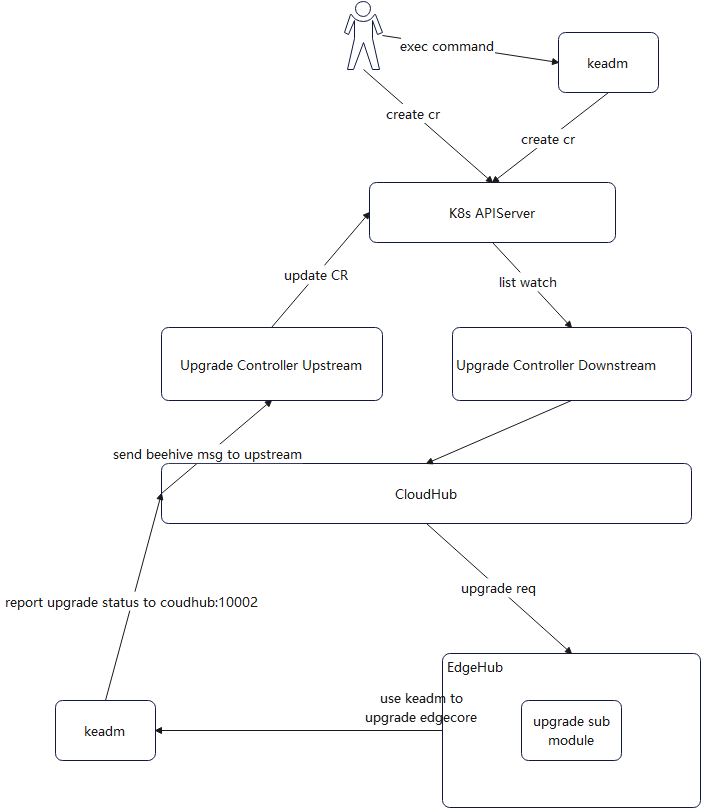 exec command
keadm
create cr
create cr
K8s APIServer
update CR
list watch
Upgrade Controller Upstream
Upgrade Controller Downstream
send beehive msg to upstream
CloudHub
upgrade req
report upgrade status to coudhub:10002
EdgeHub
use keadm to
upgrade edgecore
upgrade sub
module
keadm